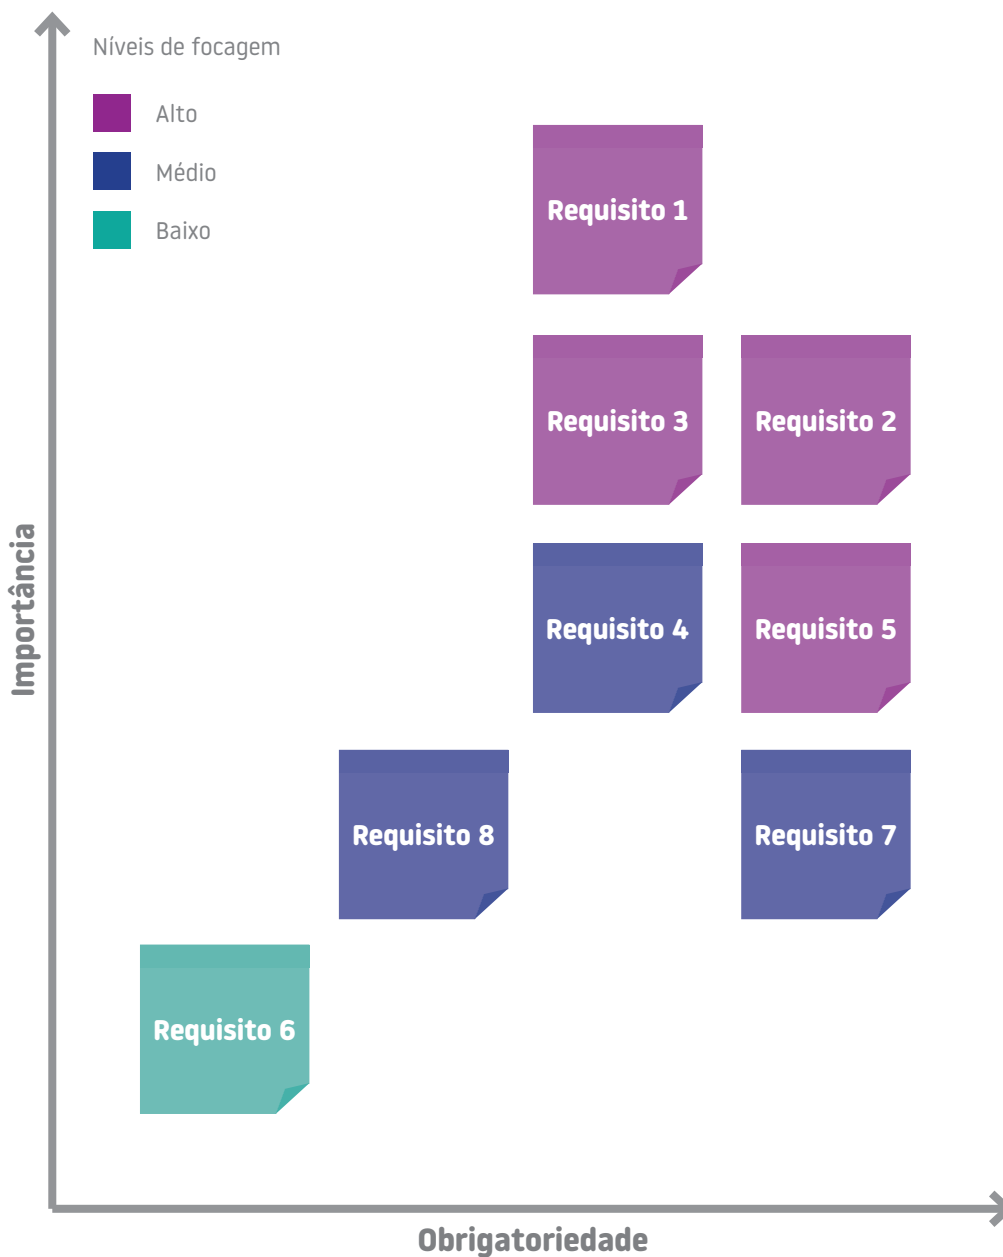 Níveis de focagem
Alto
Médio
Baixo
Requisito 1
Requisito 3
Requisito 2
Requisito 4
Requisito 5
Requisito 8
Requisito 7
Requisito 6
Importância
Obrigatoriedade